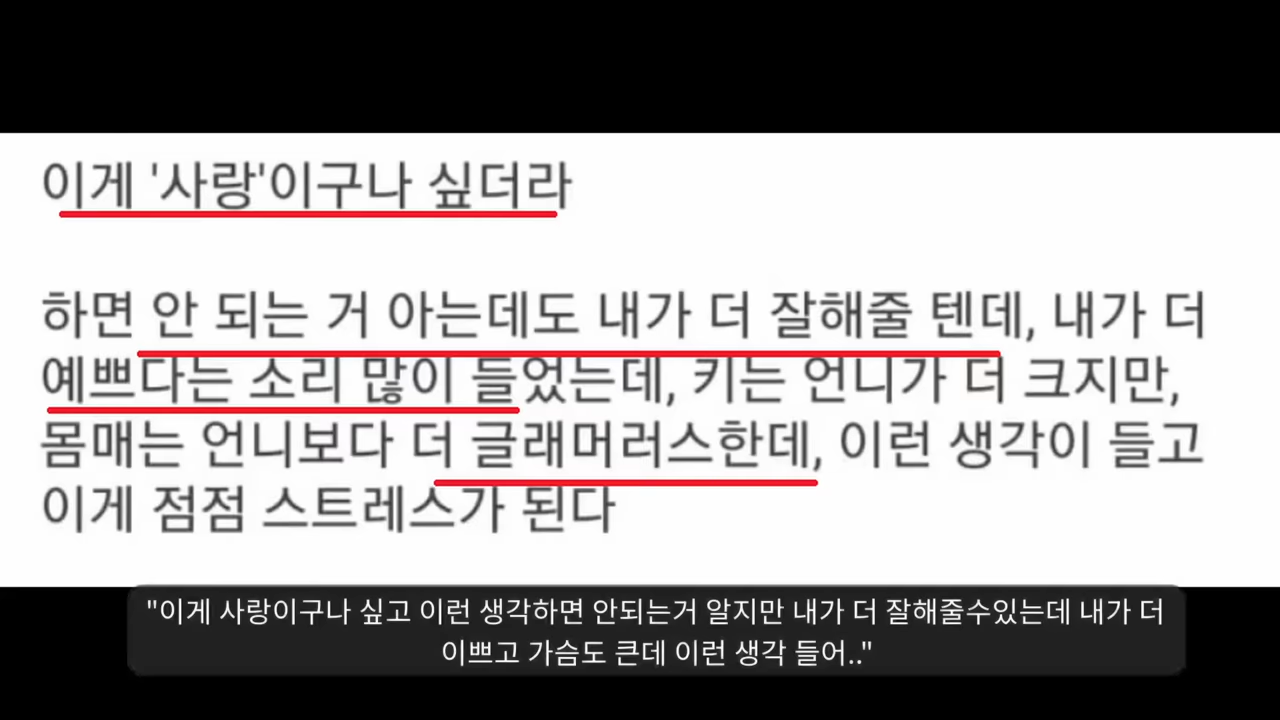 이게 '사랑'이구나 싶더라
하면 안 되는 거 아는데도 내가 더 잘해줄 텐데, 내가 더
예쁘다는 소리 많이 들었는데, 키는 언니가 더 크지만,
몸매는 언니보다 더 글래머러스한데, 이런 생각이 들고
이게 점점 스트레스가 된다
"이게 사랑이구나 싶고 이런 생각하면 안되는거 알지만 내가 더 잘해줄수있는데 내가 더
이쁘고 가슴도 큰데 이런 생각 들어.."